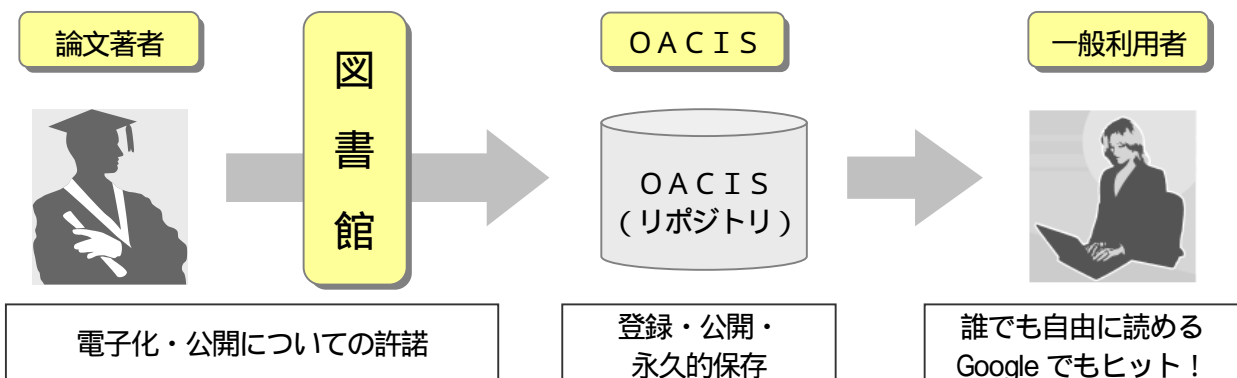 論文著者
図書館
ＯＡＣＩＳ
一般利用者
ＯＡＣＩＳ
（リポジトリ）
電子化・公開についての許諾
登録・公開・
永久的保存
誰でも自由に読める
Google でもヒット！